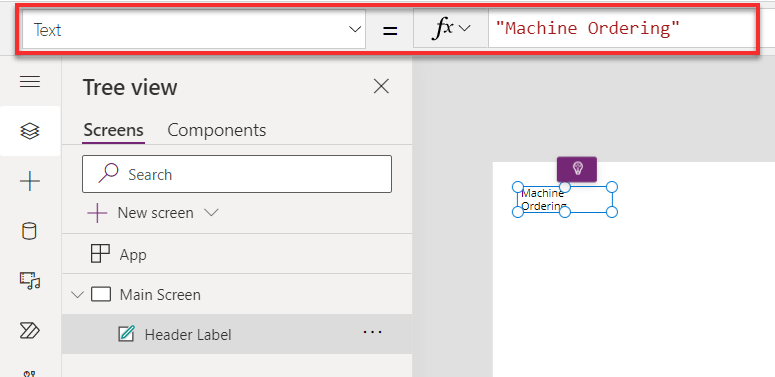 Text = fx "Machine Ordering"
Tree view
Screens Components
Search
New screen
App
Main Screen
Header Label
Machine
Ordering